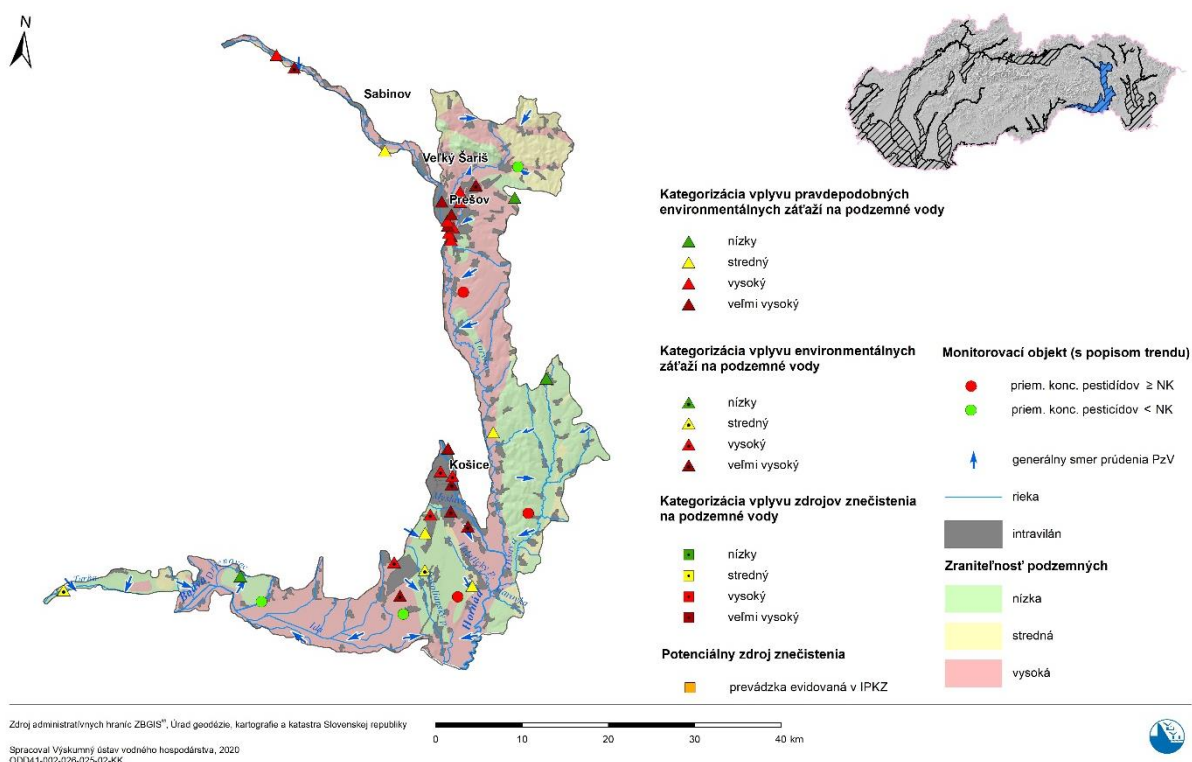 N
Sabinov
Veľký Šariš
Prešov
Košice
Kategorizácia vplyvu pravdepodobných
environmentálnych záťaží na podzemné vody
nízky
stredný
vysoký
veľmi vysoký
Kategorizácia vplyvu environmentálnych
záťaží na podzemné vody
nízky
stredný
vysoký
veľmi vysoký
Kategorizácia vplyvu zdrojov znečistenia
na podzemné vody
nízky
stredný
vysoký
veľmi vysoký
Potenciálny zdroj znečistenia
prevádzka evidovaná v IPKZ
Monitorovací objekt (s popisom trendu)
priem. konc. pestidídov ≥ NK
priem. konc. pesticídov < NK
generálny smer prúdenia PzV
rieka
intravilán
Zraniteľnosť podzemných
nízka
stredná
vysoká
Hornád
Ida
Zdroj administratívnych hraníc ZBGIS®, Úrad geodézie, kartografie a katastra Slovenskej republiky
0 10 20 30 40 km
Spracoval Výskumný ústav vodného hospodárstva, 2020